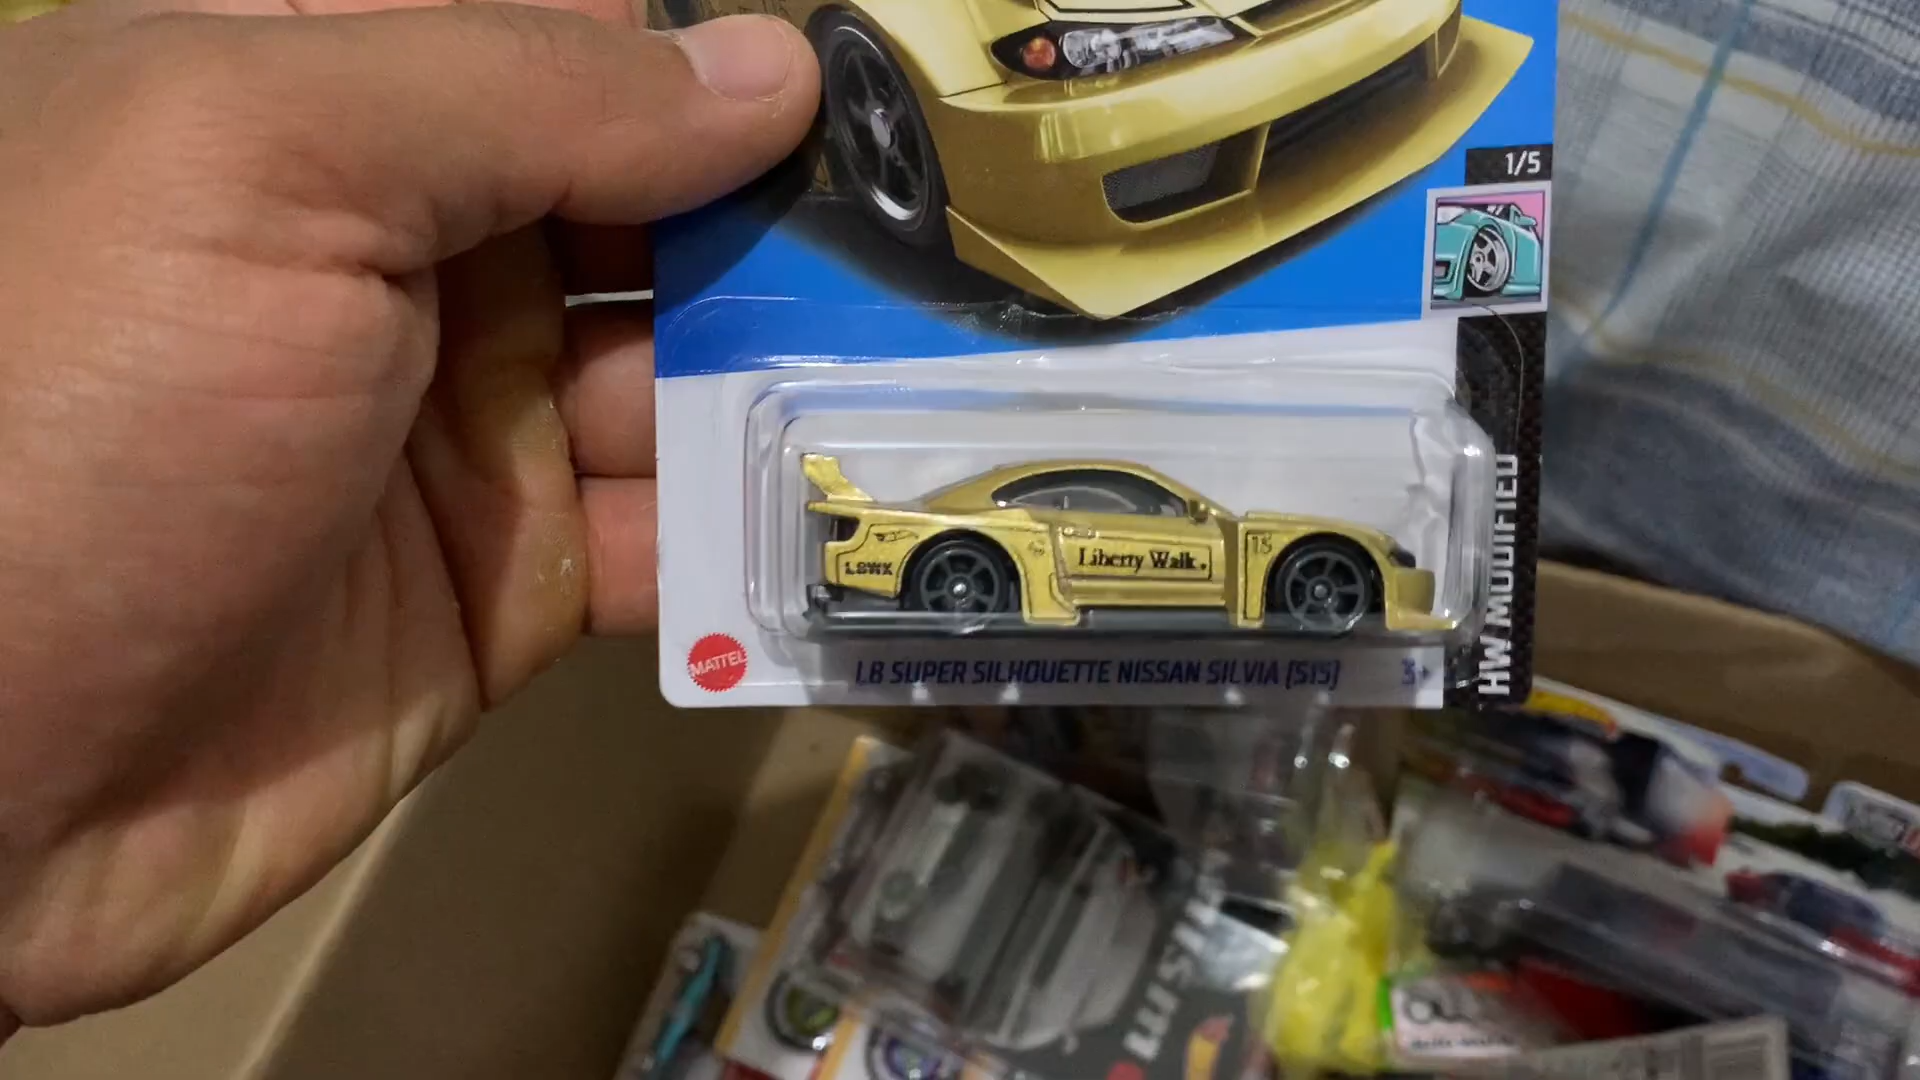 1/5
HW MODIFIED
LBWK
Liberty Walk.
15
MATTEL
LB SUPER SILHOUETTE NISSAN SILVIA (S15)
3+